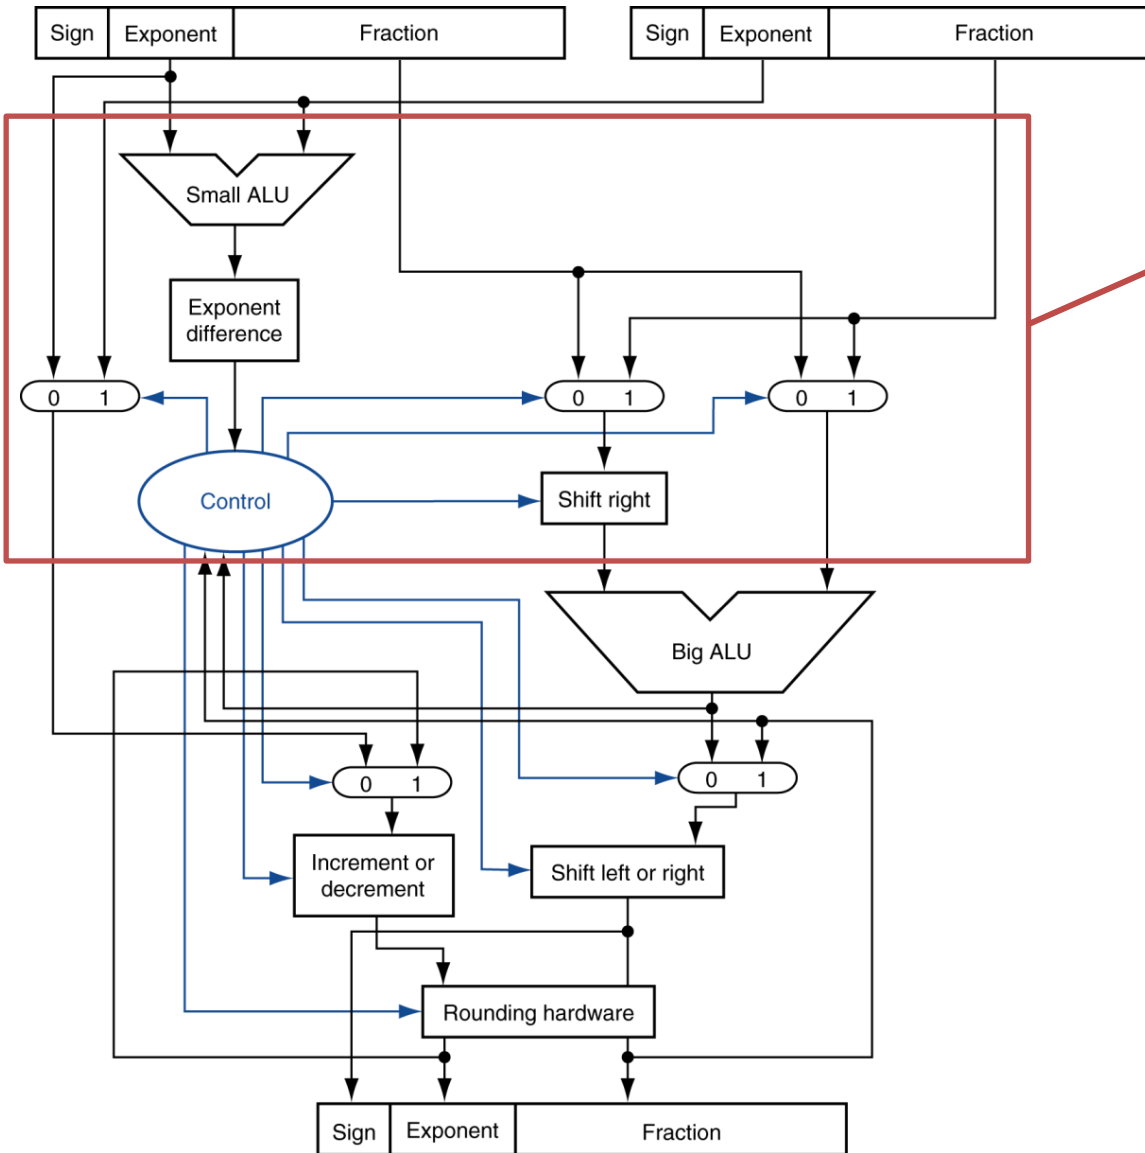 Sign Exponent Fraction Sign Exponent Fraction
Small ALU
Exponent
difference
0 1 0 1 0 1
Control Shift right
Big ALU
0 1 0 1
Increment or
decrement
Shift left or right
Rounding hardware
Sign Exponent Fraction